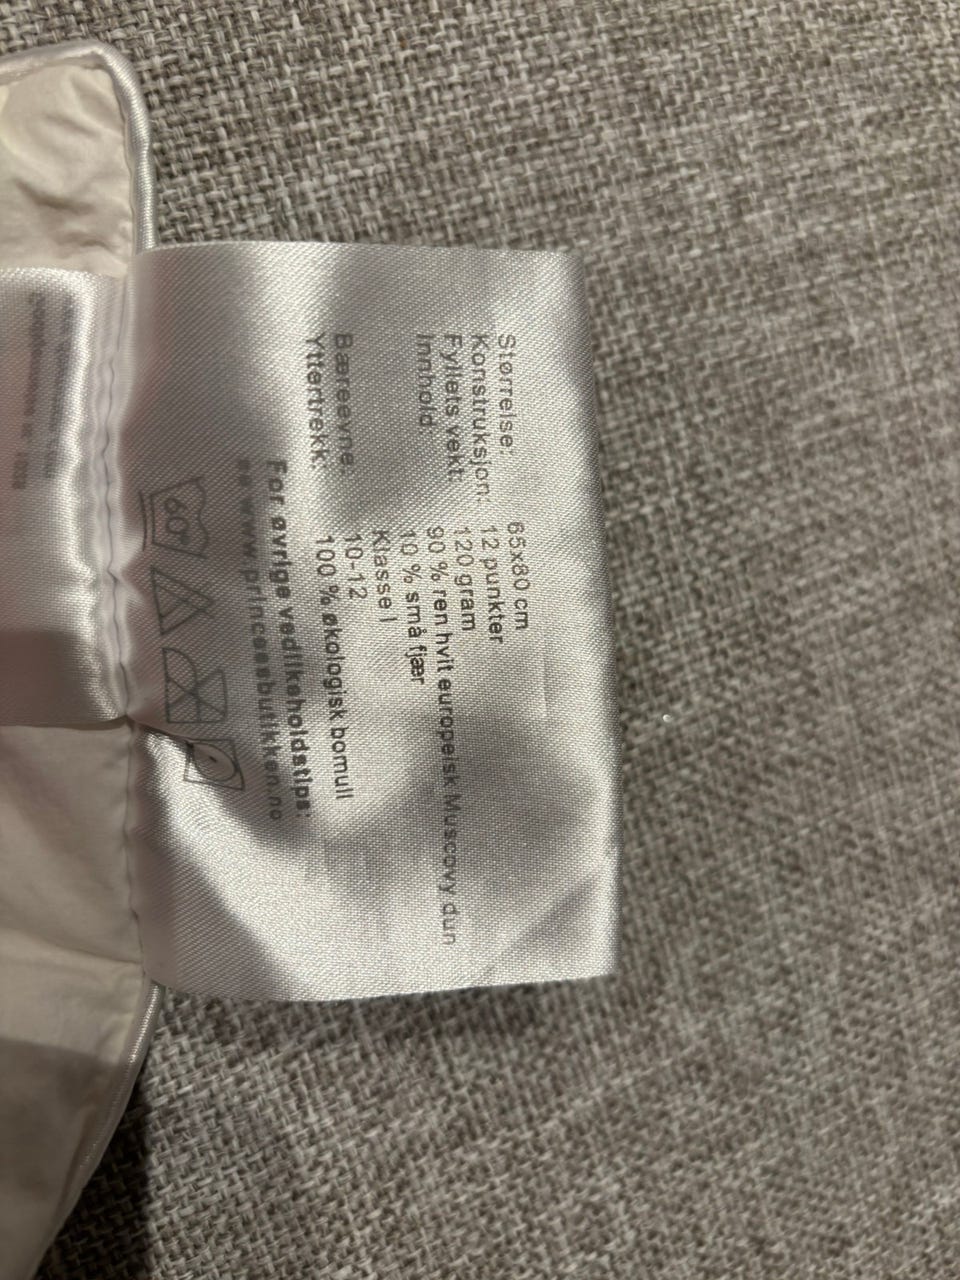 Størrelse: 65x80 cm
Konstruksjon: 12 punkter
Fyllets vekt: 120 gram
Innhold: 90 % ren hvit europeisk Muscovy dun
10 % små fjær
Klasse I
Bæreevne: 10-12
Yttertrekk: 100 % økologisk bomull
For øvrige vedlikeholdstips:
www.princessbutikken.no
60°